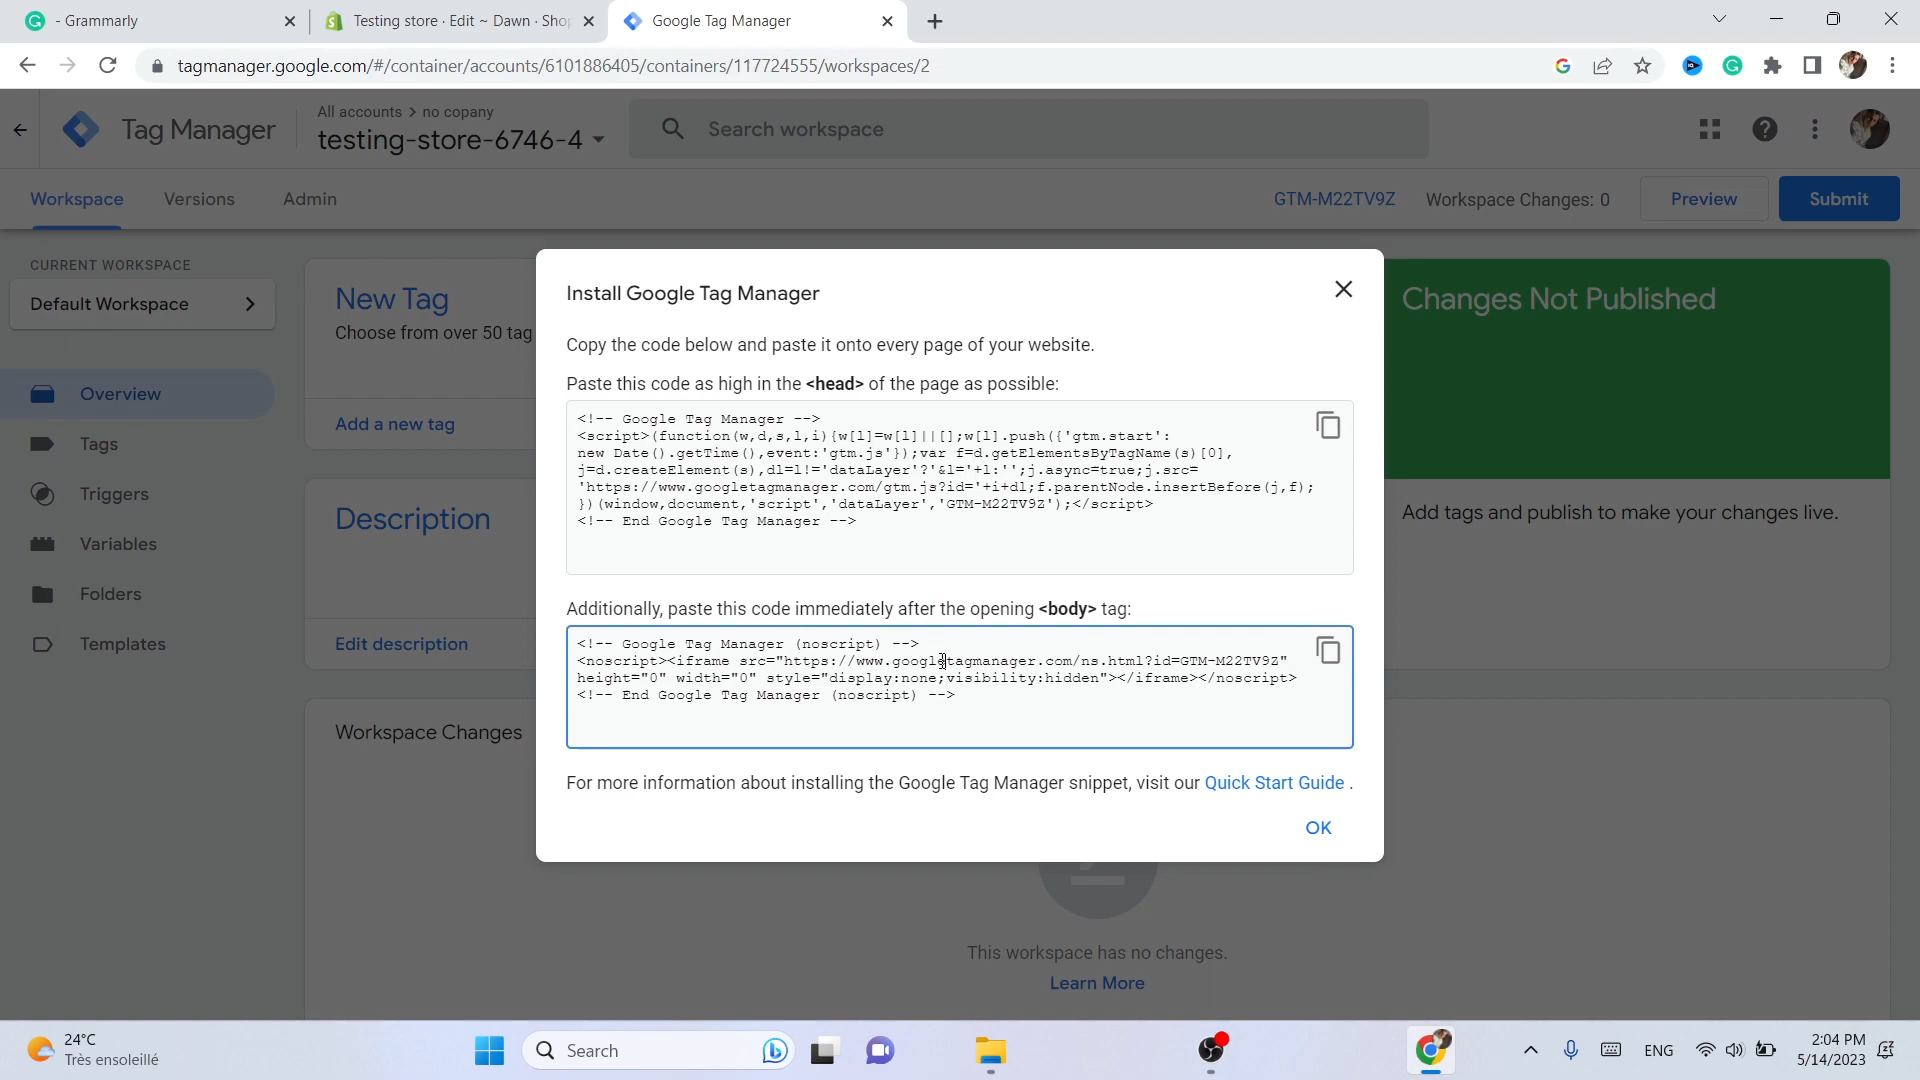 - Grammarly
Testing store · Edit ~ Dawn · Shop
Google Tag Manager
tagmanager.google.com/#/container/accounts/6101886405/containers/117724555/workspaces/2
Tag Manager
All accounts > no copany
testing-store-6746-4
Search workspace
Workspace
Versions
Admin
GTM-M22TV9Z
Workspace Changes: 0
Preview
Submit
CURRENT WORKSPACE
Default Workspace
Overview
Tags
Triggers
Variables
Folders
Templates
New Tag
Choose from over 50 tag
Add a new tag
Description
Edit description
Workspace Changes
Changes Not Published
Add tags and publish to make your changes live.
Install Google Tag Manager
Copy the code below and paste it onto every page of your website.
Paste this code as high in the <head> of the page as possible:
<!-- Google Tag Manager -->
<script>(function(w,d,s,l,i){w[l]=w[l]||[];w[l].push({'gtm.start':
new Date().getTime(),event:'gtm.js'});var f=d.getElementsByTagName(s)[0],
j=d.createElement(s),dl=l!='dataLayer'?'&l='+l:'';j.async=true;j.src=
'https://www.googletagmanager.com/gtm.js?id='+i+dl;f.parentNode.insertBefore(j,f);
})(window,document,'script','dataLayer','GTM-M22TV9Z');</script>
<!-- End Google Tag Manager -->
Additionally, paste this code immediately after the opening <body> tag:
<!-- Google Tag Manager (noscript) -->
<noscript><iframe src="https://www.googletagmanager.com/ns.html?id=GTM-M22TV9Z"
height="0" width="0" style="display:none;visibility:hidden"></iframe></noscript>
<!-- End Google Tag Manager (noscript) -->
For more information about installing the Google Tag Manager snippet, visit our Quick Start Guide .
OK
This workspace has no changes.
Learn More
24°C
Très ensoleillé
Search
ENG
2:04 PM
5/14/2023